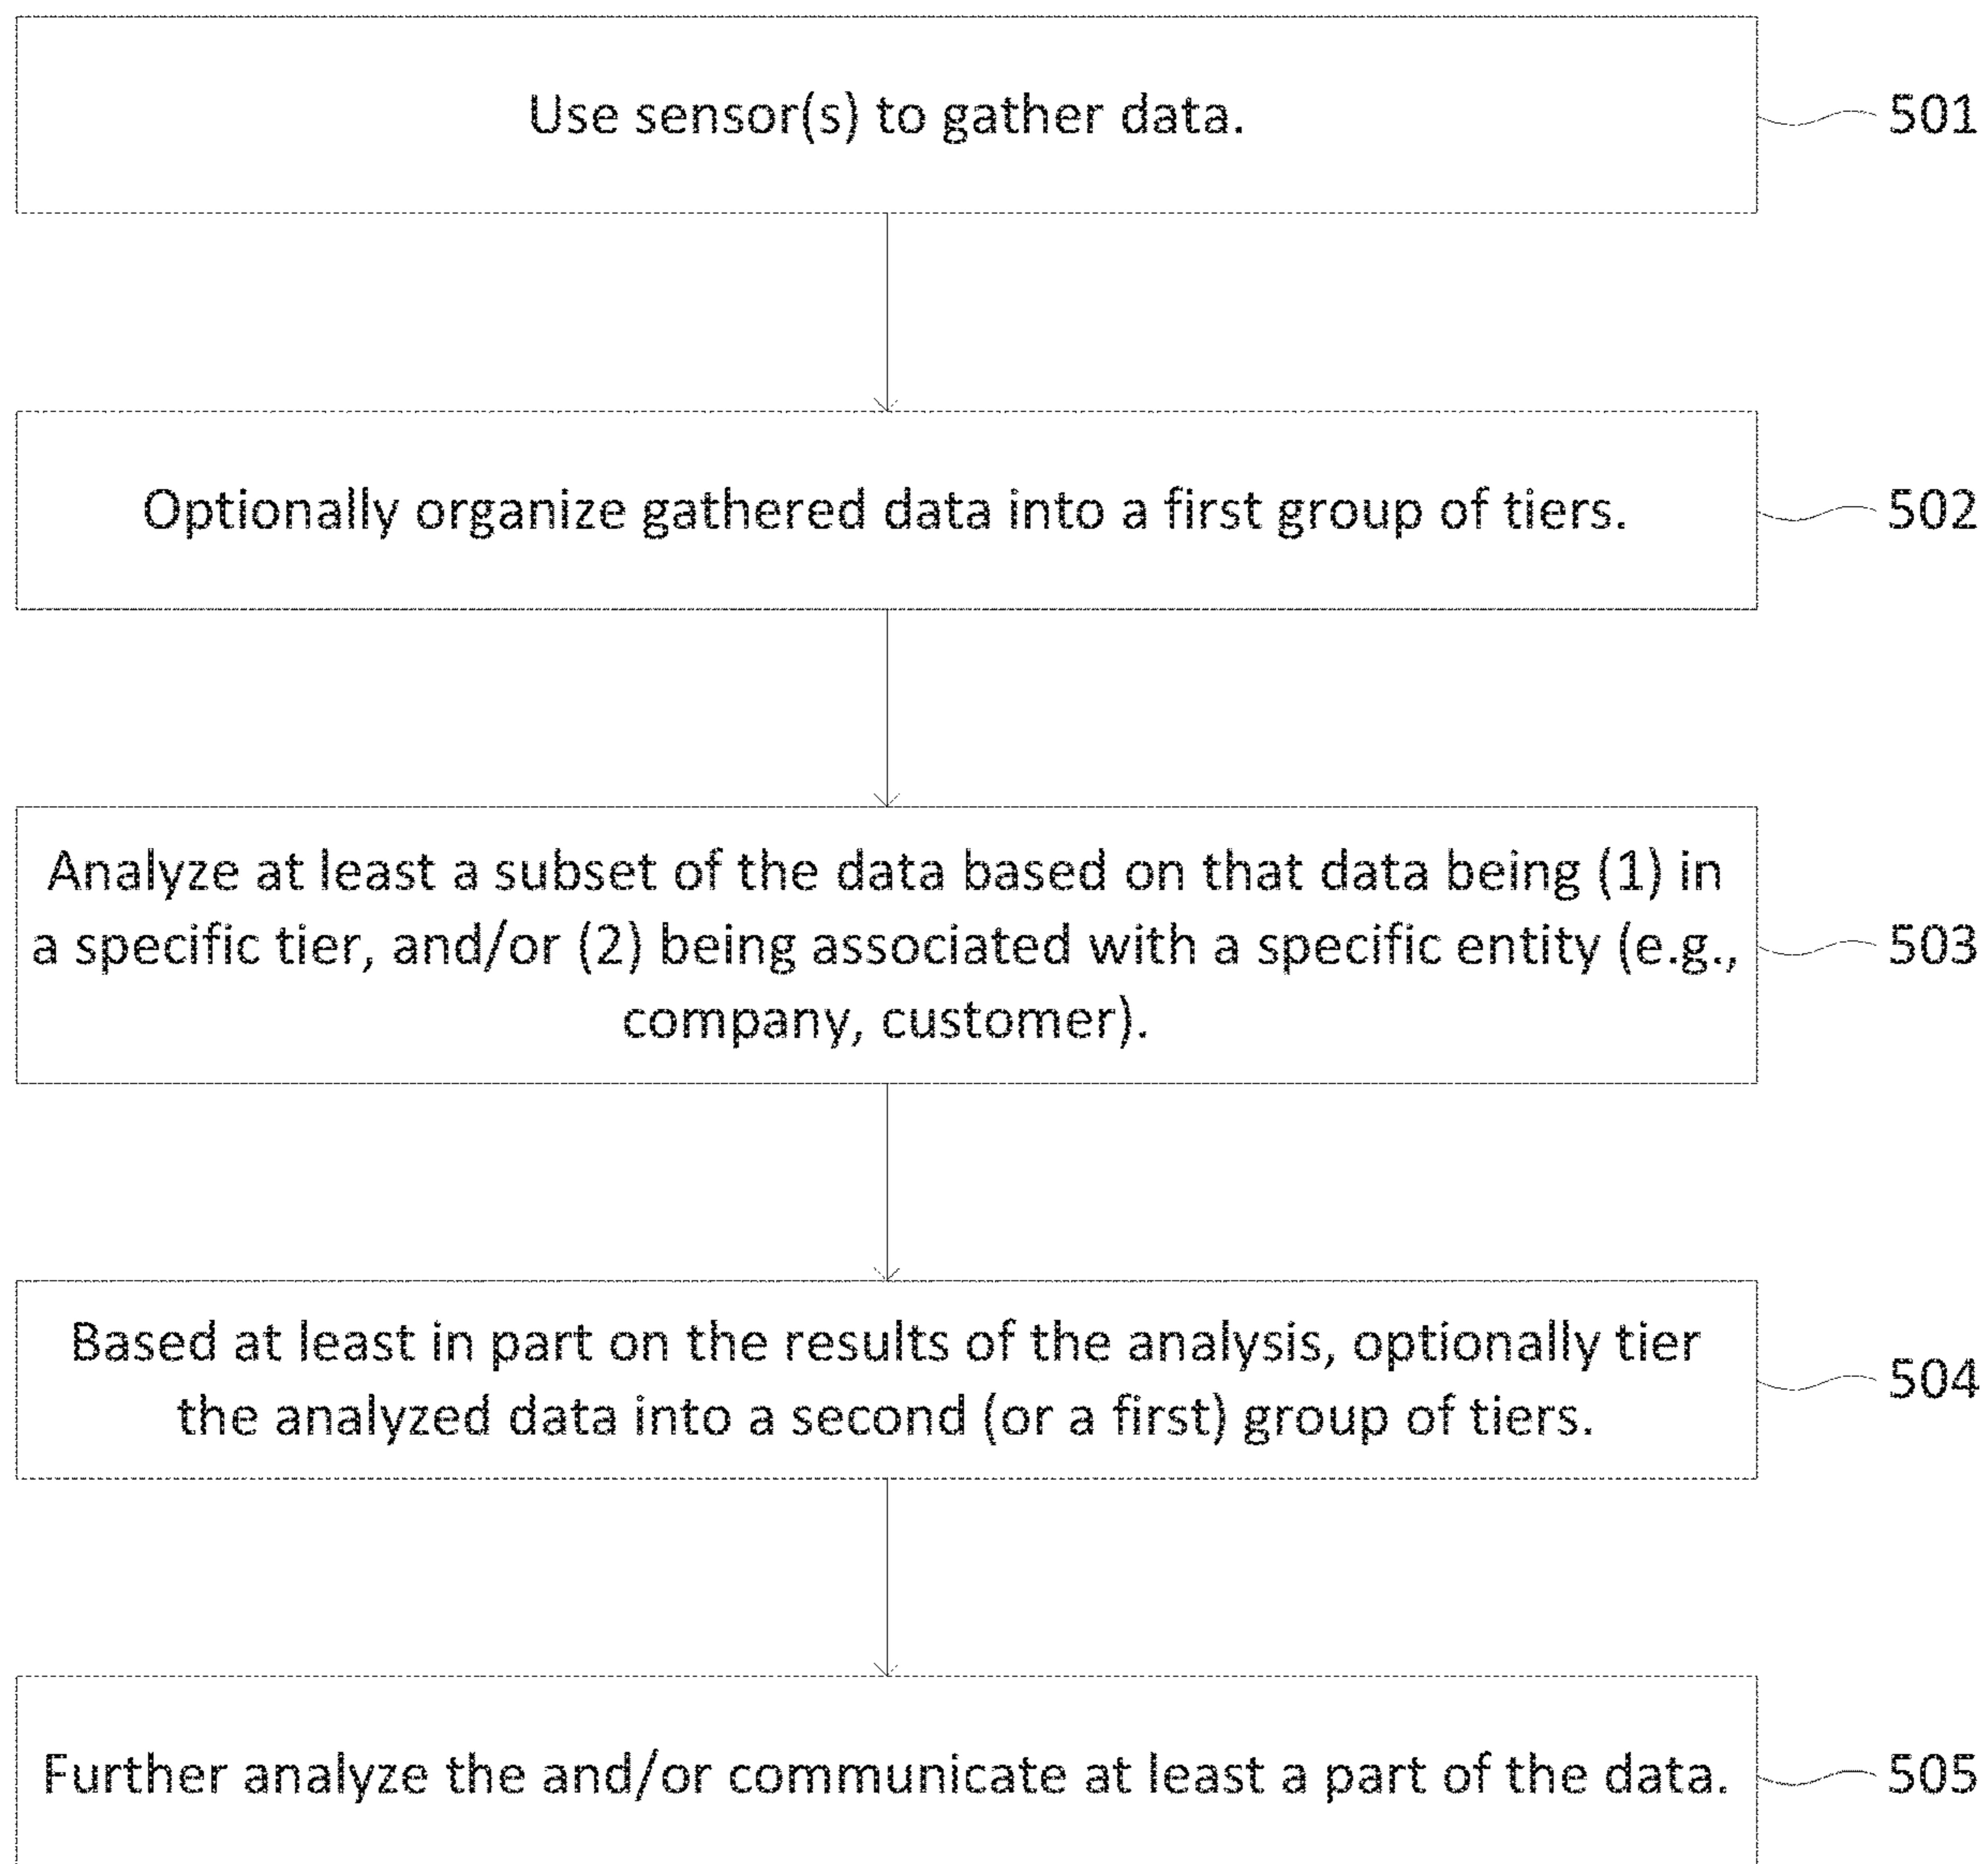 Use sensor(s) to gather data.
501
Optionally organize gathered data into a first group of tiers.
502
Analyze at least a subset of the data based on that data being (1) in
a specific tier, and/or (2) being associated with a specific entity (e.g.,
company, customer).
503
Based at least in part on the results of the analysis, optionally tier
the analyzed data into a second (or a first) group of tiers.
504
Further analyze the and/or communicate at least a part of the data.
505